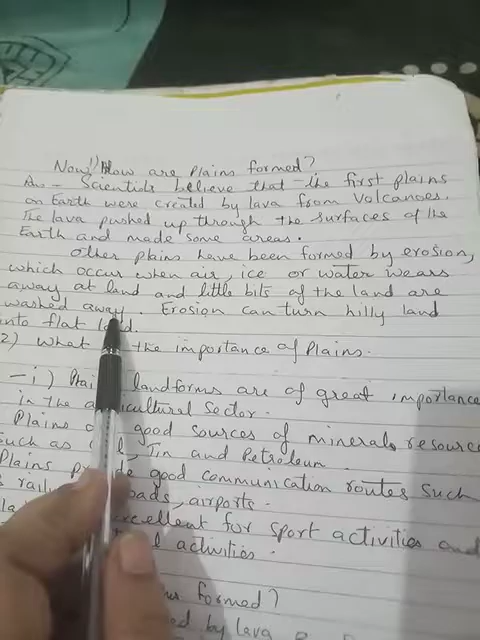 Now 1) How are Plains formed?
Ans - Scientists believe that the first plains
on Earth were created by lava from Volcanoes.
The lava pushed up through the surfaces of the
Earth and made some areas.
Other plains have been formed by erosion,
which occur when air, ice or water wears
away at land and little bits of the land are
washed away. Erosion can turn hilly land
into flat land.
2) What the importance of Plains.
-i) landforms are of great importance
in the sector.
Plains good sources of minerals resource
such as Tin and Petroleum.
Plains good communication routes such
airports.
excellent for sport activities and
activities.
formed?
by lava